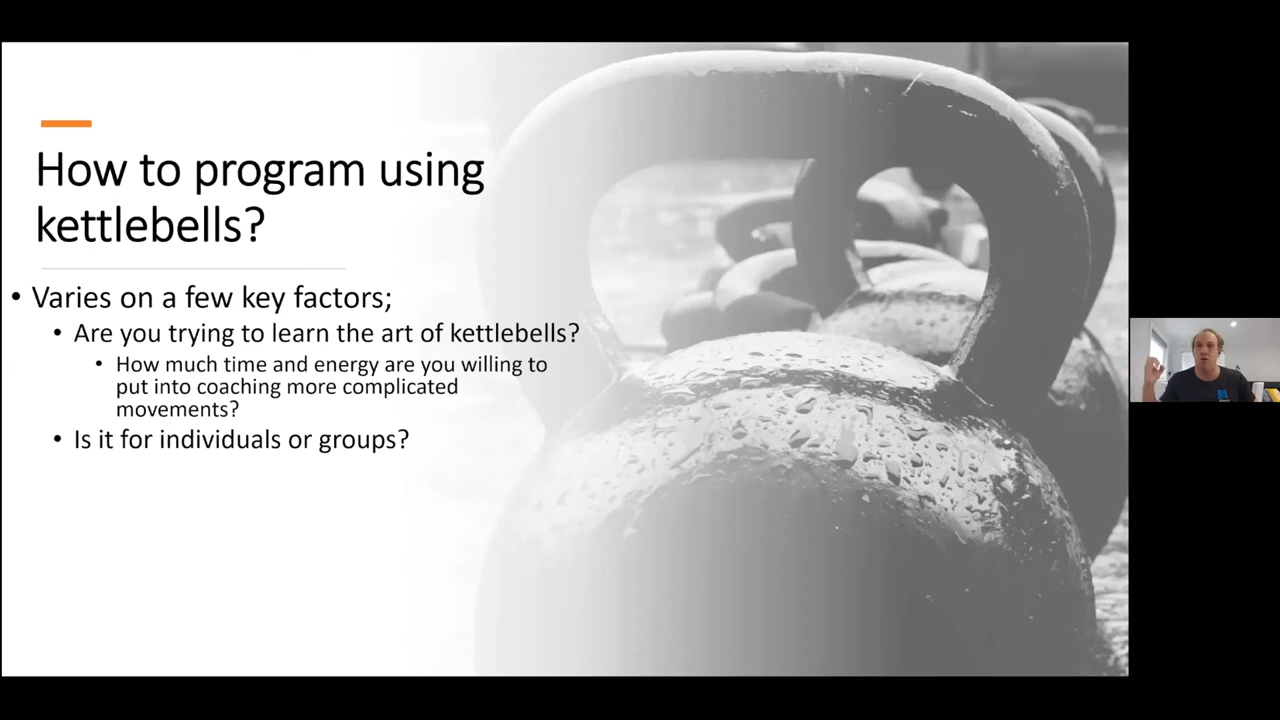 How to program using
kettlebells?
• Varies on a few key factors;
• Are you trying to learn the art of kettlebells?
• How much time and energy are you willing to
put into coaching more complicated
movements?
• Is it for individuals or groups?